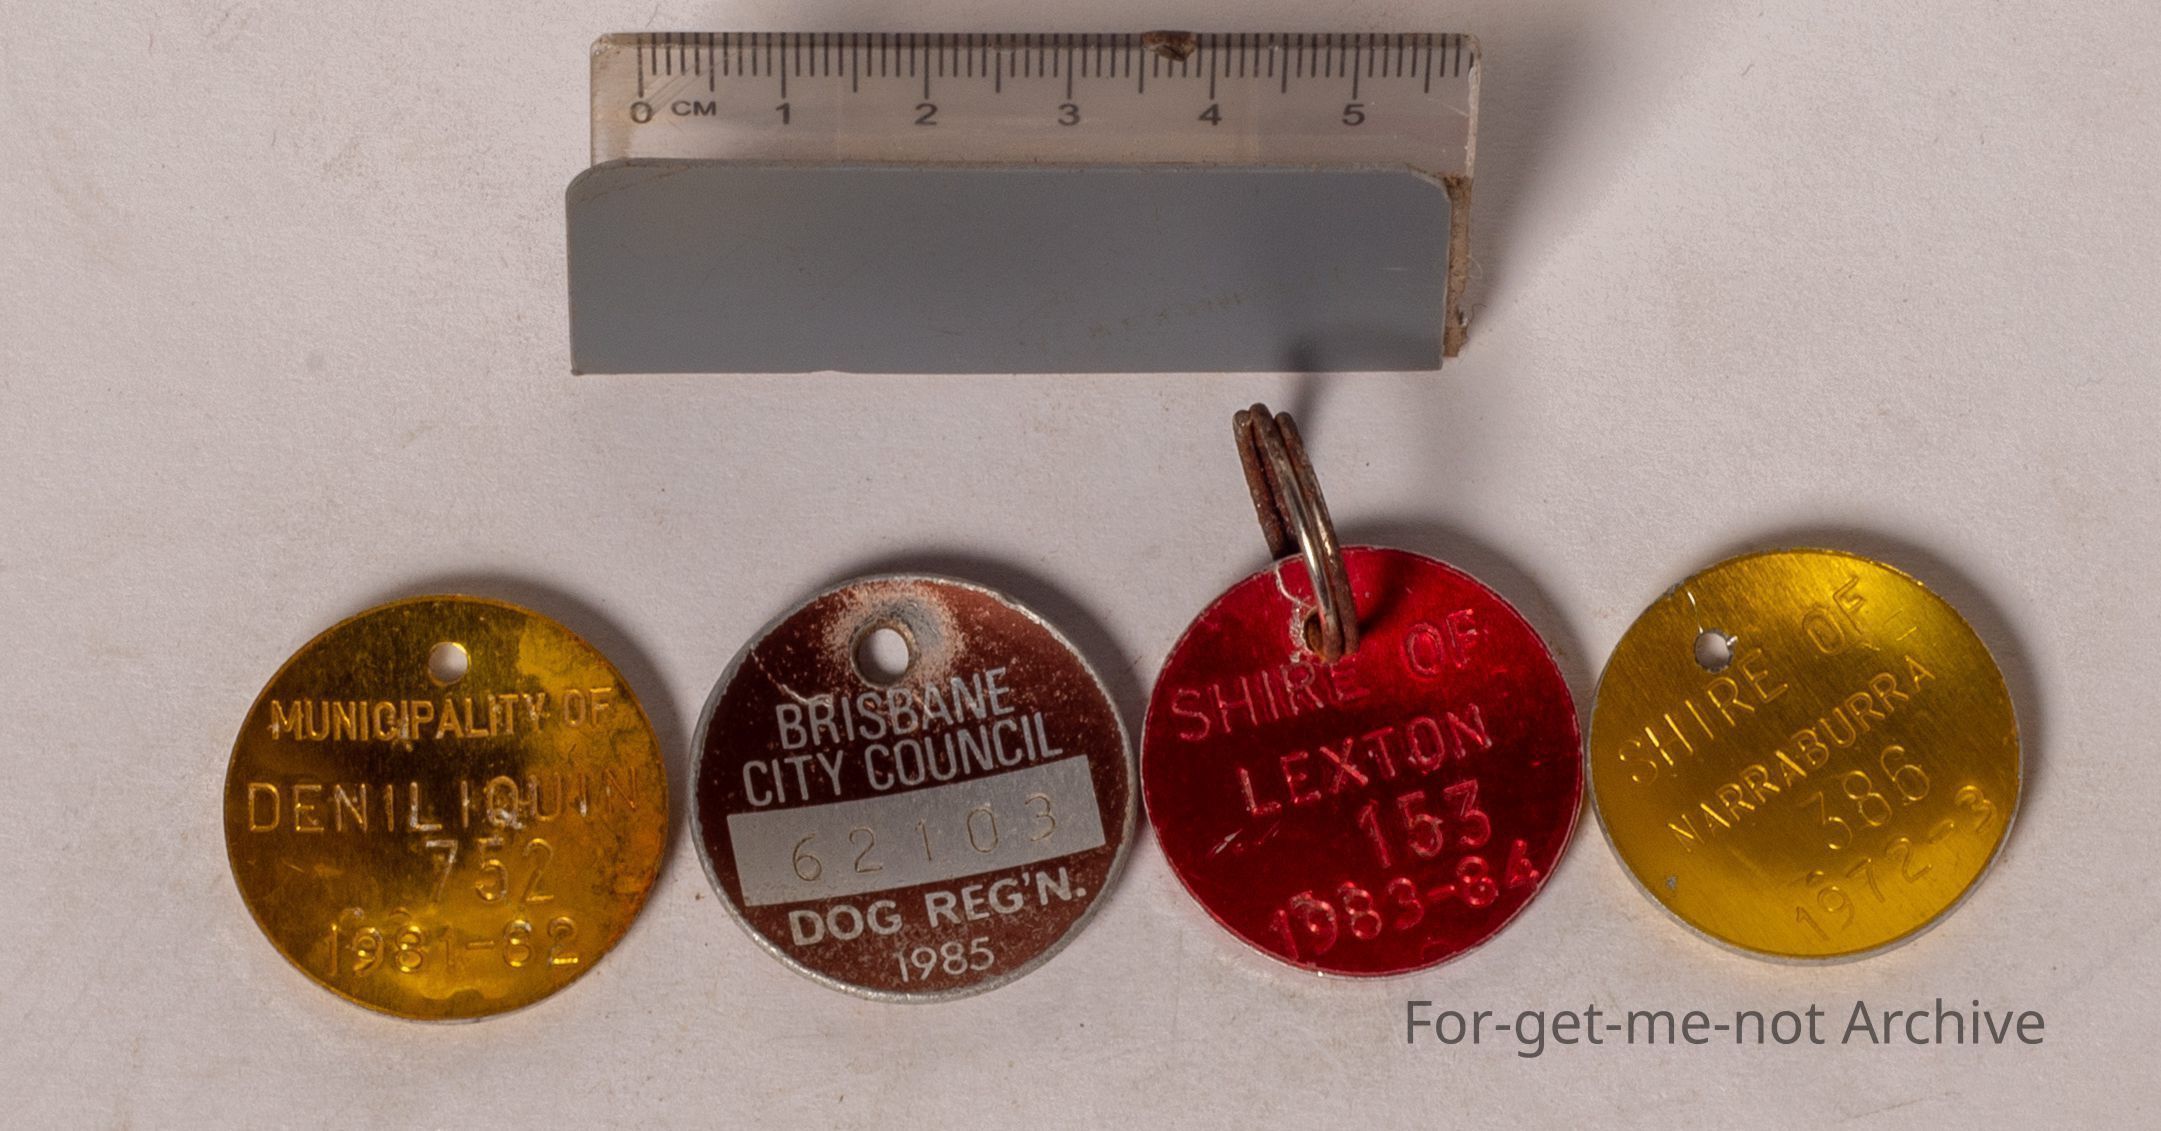 0 CM 1 2 3 4 5
MUNICIPALITY OF
DENILIQUIN
752
1981-82
BRISBANE
CITY COUNCIL
62103
DOG REG'N.
1985
SHIRE OF
LEXTON
153
1983-84
SHIRE OF
NARRABURRA
386
1972-3
For-get-me-not Archive